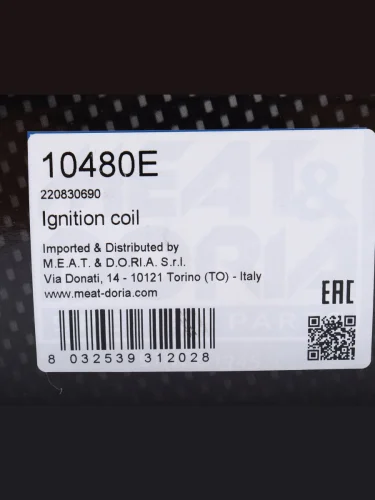 10480E
220830690
Ignition coil
Imported & Distributed by
M.E.A.T. & D.O.R.I.A. S.r.l.
Via Donati, 14 - 10121 Torino (TO) - Italy
www.meat-doria.com
EAC
8 032539 312028